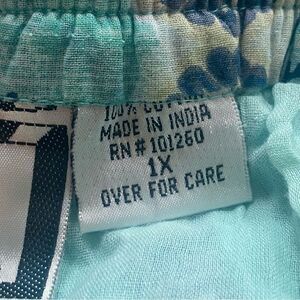 100% COTTON
MADE IN INDIA
RN# 101260
1X
OVER FOR CARE